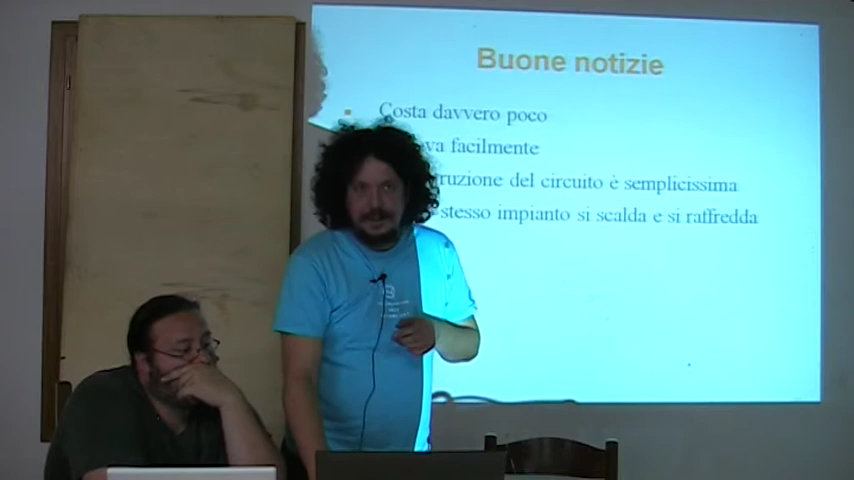 Buone notizie
Costa davvero poco
facilmente
del circuito è semplicissima
stesso impianto si scalda e si raffredda